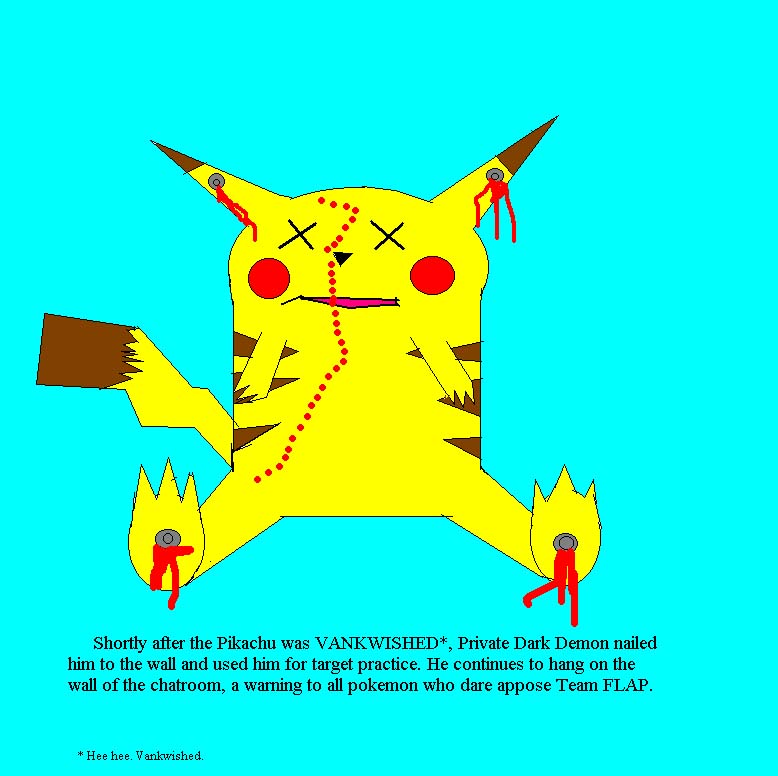 Shortly after the Pikachu was VANKWISHED*, Private Dark Demon nailed
him to the wall and used him for target practice. He continues to hang on the
wall of the chatroom, a warning to all pokemon who dare appose Team FLAP.
* Hee hee. Vankwished.